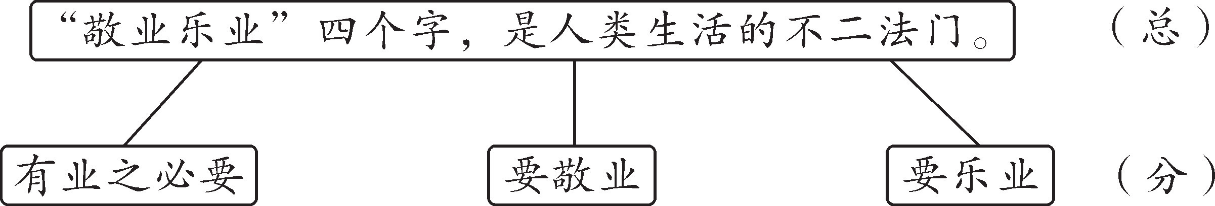 “敬业乐业”四个字，是人类生活的不二法门。 （总）
有业之必要 要敬业 要乐业 （分）